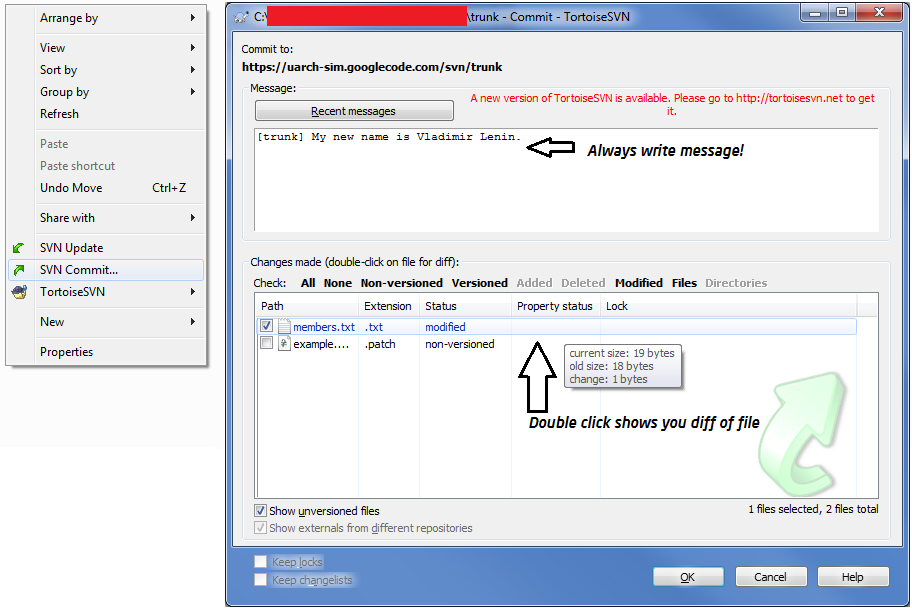 Arrange by
View
Sort by
Group by
Refresh
Paste
Paste shortcut
Undo Move Ctrl+Z
Share with
SVN Update
SVN Commit...
TortoiseSVN
New
Properties
C:\ \trunk - Commit - TortoiseSVN
Commit to:
https://uarch-sim.googlecode.com/svn/trunk
Message:
Recent messages
A new version of TortoiseSVN is available. Please go to http://tortoisesvn.net to get
it.
[trunk] My new name is Vladimir Lenin.
Always write message!
Changes made (double-click on file for diff):
Check: All None Non-versioned Versioned Added Deleted Modified Files Directories
Path Extension Status Property status Lock
members.txt .txt modified
example.... .patch non-versioned
current size: 19 bytes
old size: 18 bytes
change: 1 bytes
Double click shows you diff of file
Show unversioned files
1 files selected, 2 files total
Show externals from different repositories
Keep locks
Keep changelists
OK Cancel Help